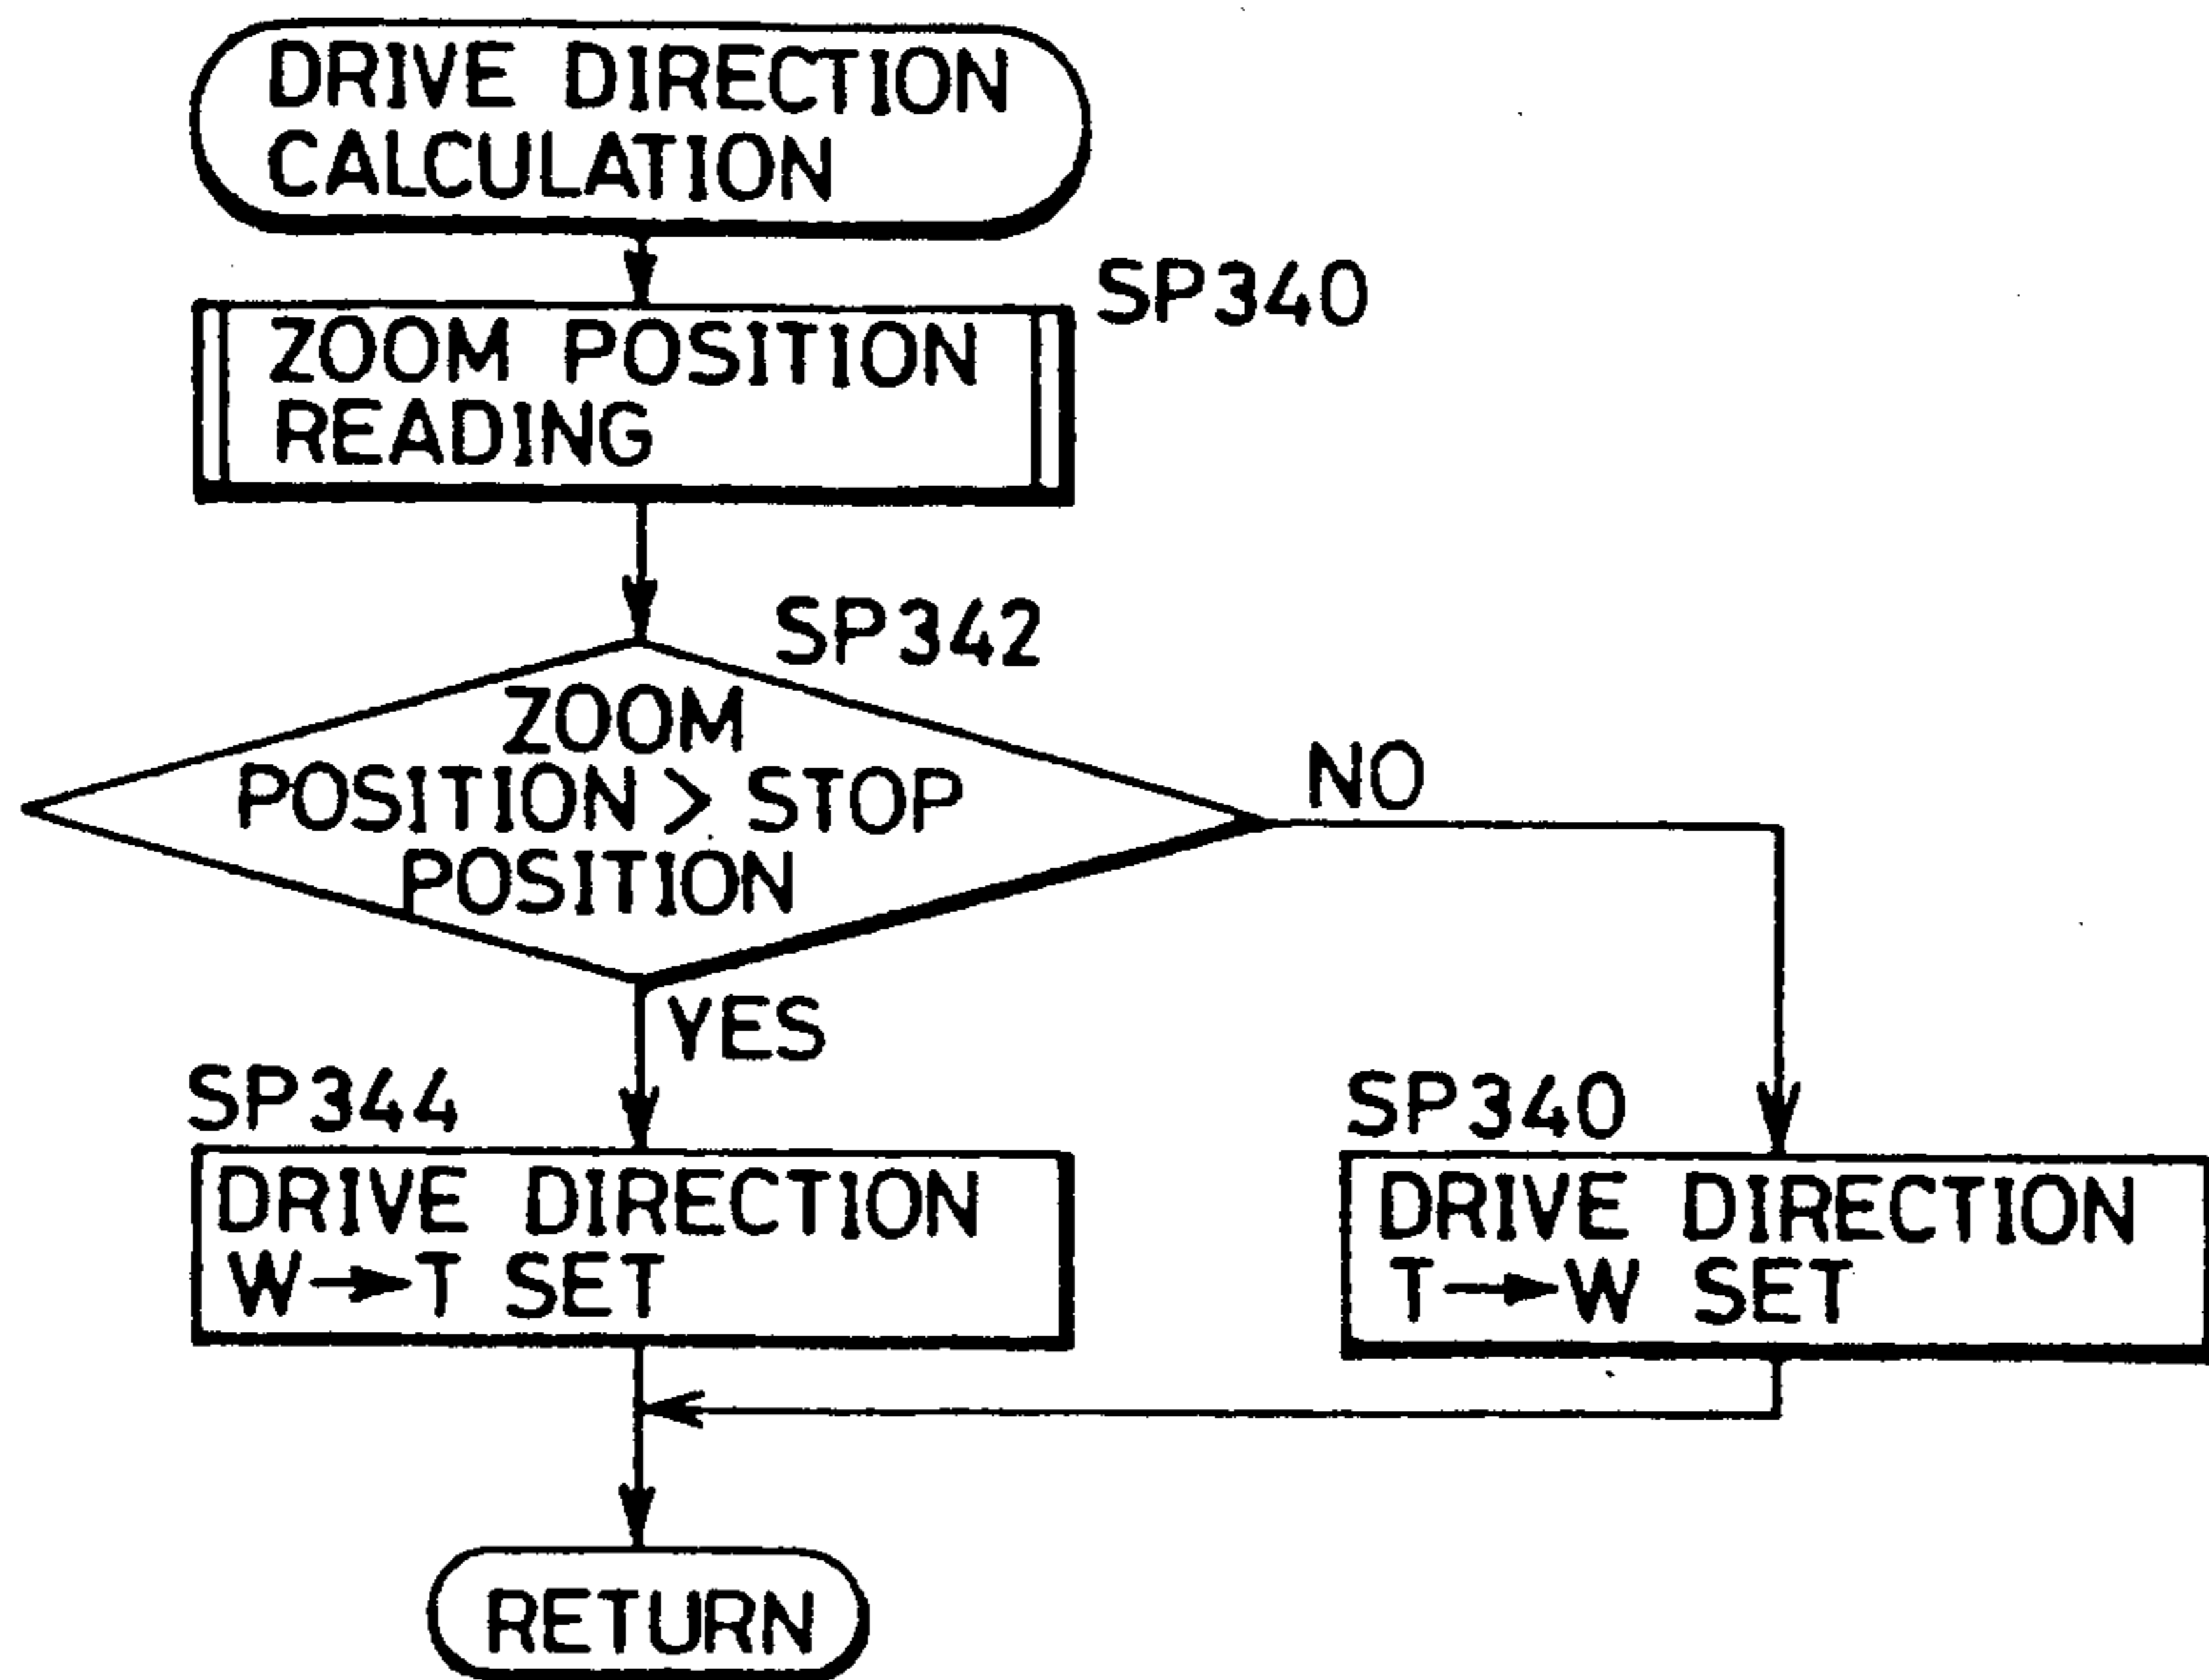 DRIVE DIRECTION
CALCULATION
SP340
ZOOM POSITION
READING
SP342
ZOOM
POSITION > STOP
POSITION
NO
YES
SP344
DRIVE DIRECTION
W→T SET
SP340
DRIVE DIRECTION
T→W SET
RETURN